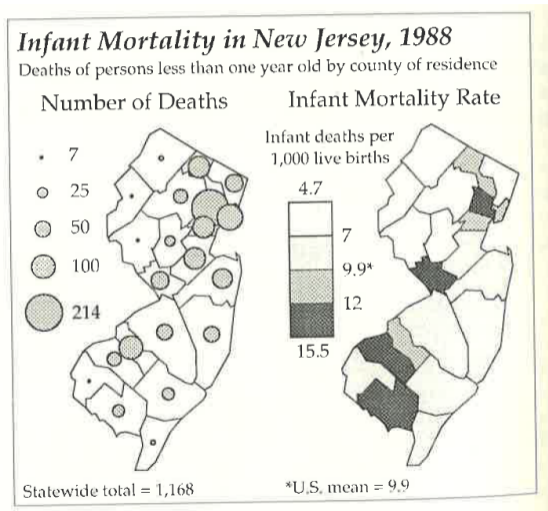 Infant Mortality in New Jersey, 1988
Deaths of persons less than one year old by county of residence
Number of Deaths
7
25
50
100
214
Statewide total = 1,168
Infant Mortality Rate
Infant deaths per
1,000 live births
4.7
7
9.9*
12
15.5
*U.S. mean = 9.9